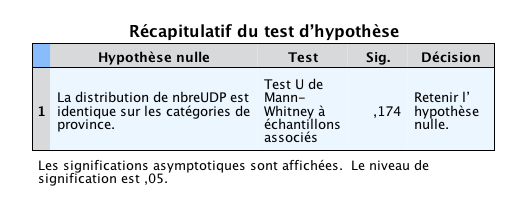 Récapitulatif du test d'hypothèse
Hypothèse nulle Test Sig. Décision
1 La distribution de nbreUDP est identique sur les catégories de province. Test U de Mann-Whitney à échantillons associés ,174 Retenir l' hypothèse nulle.
Les significations asymptotiques sont affichées. Le niveau de
signification est ,05.